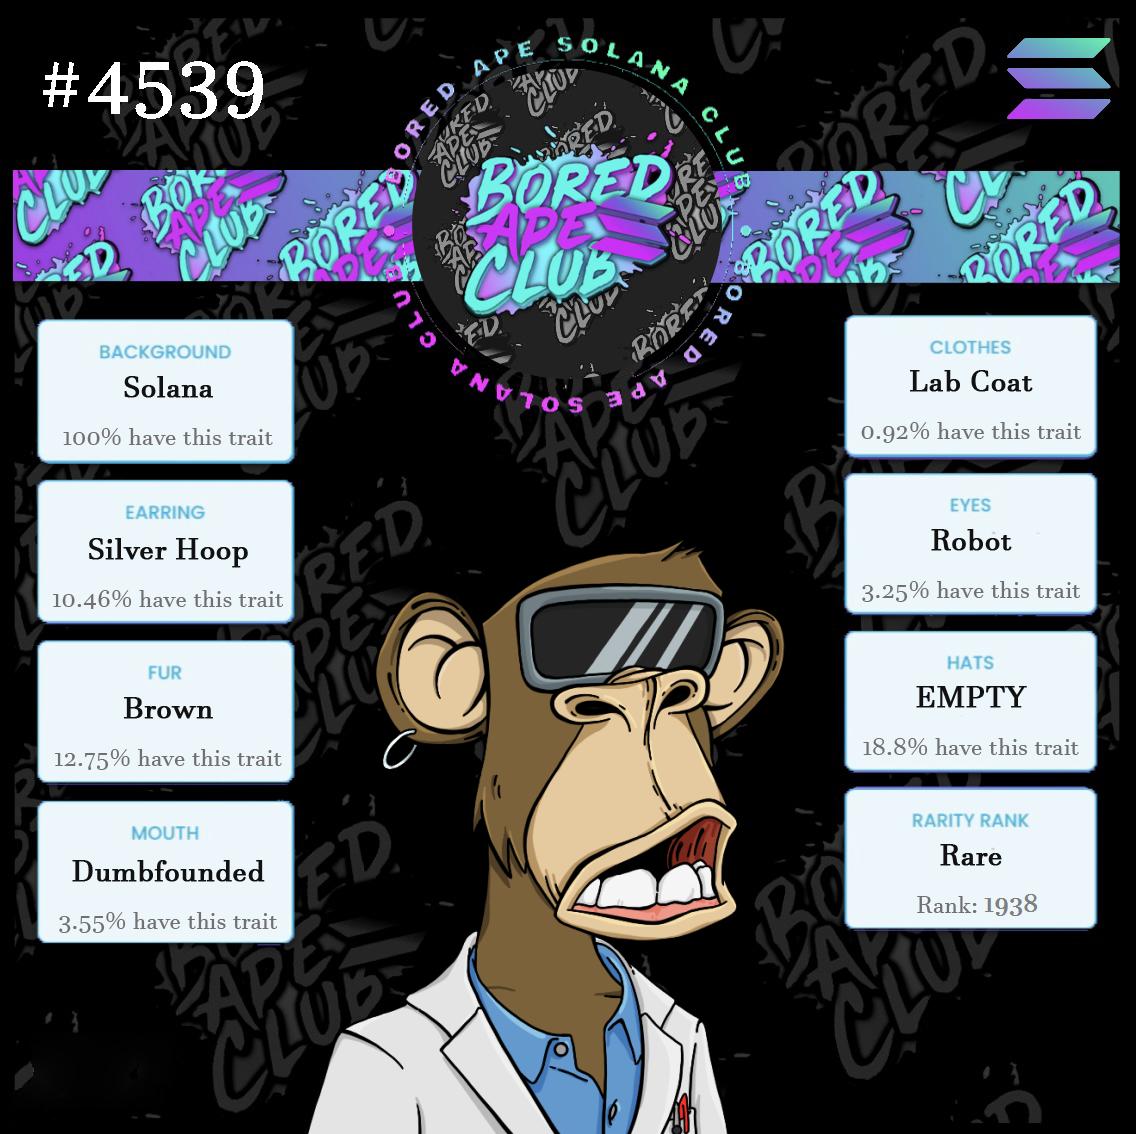 #4539
BORED APE SOLANA CLUB
BORED APE SOLANA CLUB
BORED
APE
CLUB
BACKGROUND
Solana
100% have this trait
EARRING
Silver Hoop
10.46% have this trait
FUR
Brown
12.75% have this trait
MOUTH
Dumbfounded
3.55% have this trait
CLOTHES
Lab Coat
0.92% have this trait
EYES
Robot
3.25% have this trait
HATS
EMPTY
18.8% have this trait
RARITY RANK
Rare
Rank: 1938